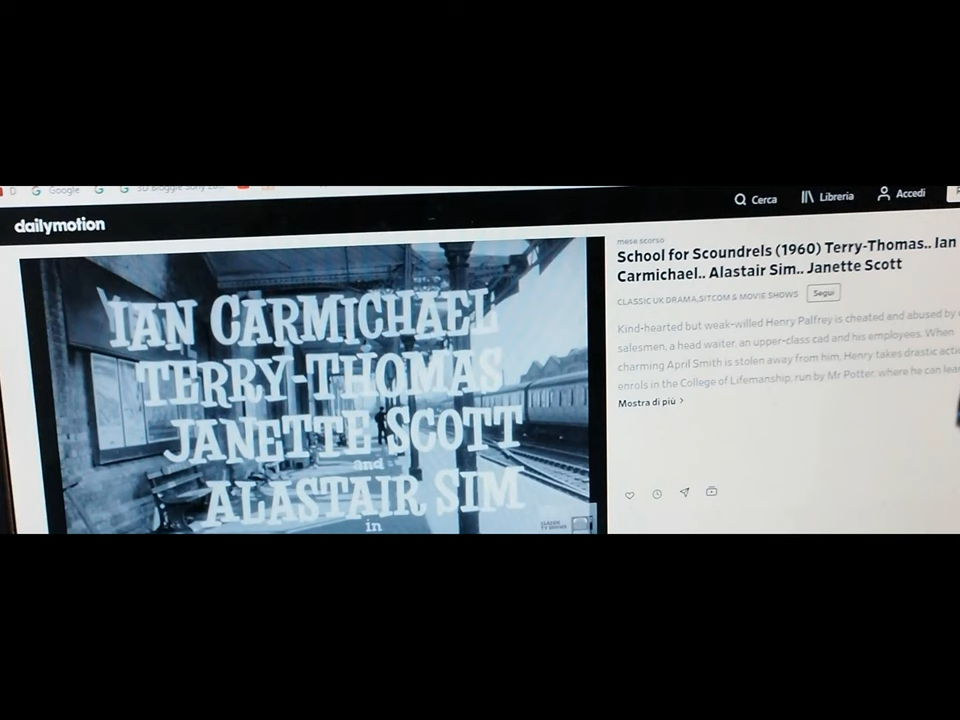 D Google
Cerca Libreria Accedi
dailymotion
IAN CARMICHAEL
TERRY-THOMAS
JANETTE SCOTT
and
ALASTAIR SIM
in
CLASSIC
TV SHOWS
mese scorso
School for Scoundrels (1960) Terry-Thomas.. Ian
Carmichael.. Alastair Sim.. Janette Scott
CLASSIC UK DRAMA,SITCOM & MOVIE SHOWS Segui
Kind-hearted but weak-willed Henry Palfrey is cheated and abused by
salesmen, a head waiter, an upper-class cad and his employees. When
charming April Smith is stolen away from him, Henry takes drastic
enrols in the College of Lifemanship, run by Mr Potter, where he can
Mostra di più